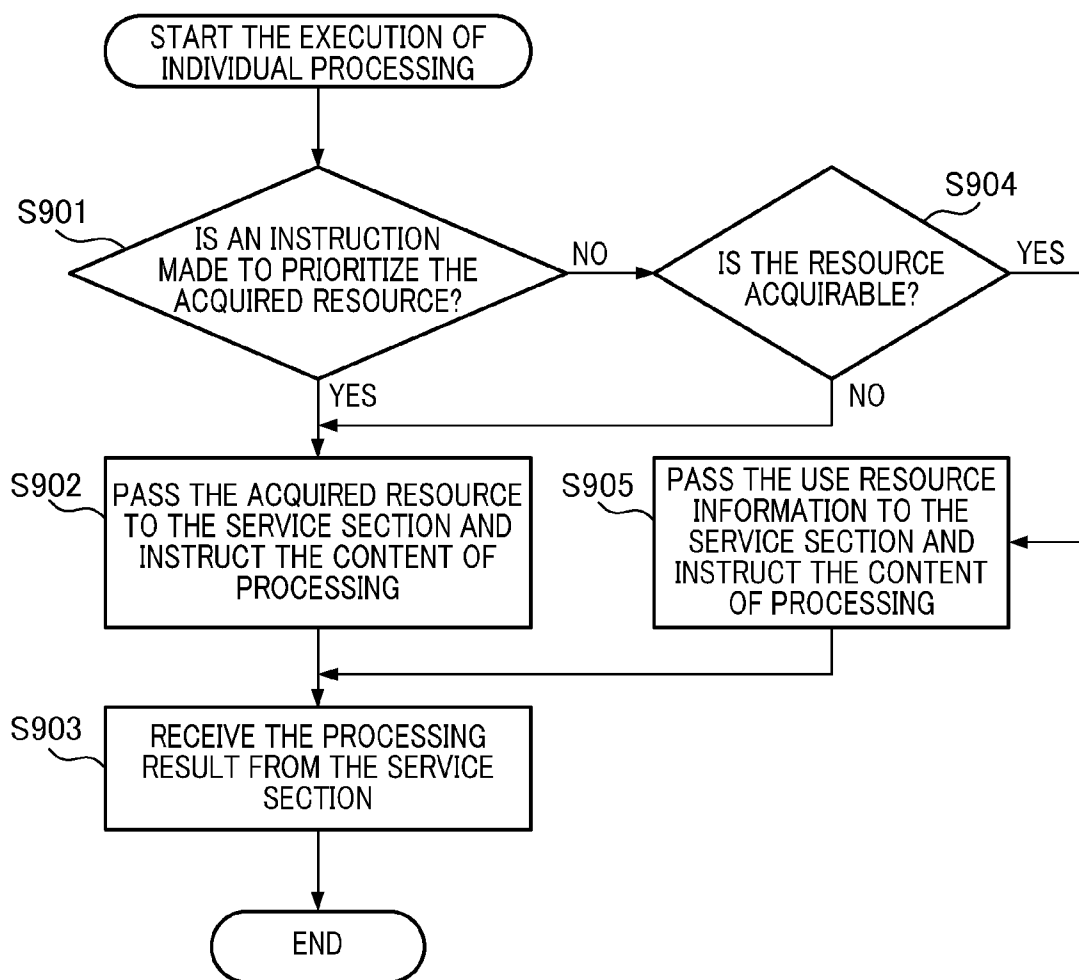 START THE EXECUTION OF
INDIVIDUAL PROCESSING
S901
IS AN INSTRUCTION
MADE TO PRIORITIZE THE
ACQUIRED RESOURCE?
NO
YES
S904
IS THE RESOURCE
ACQUIRABLE?
YES
NO
S902
PASS THE ACQUIRED RESOURCE
TO THE SERVICE SECTION AND
INSTRUCT THE CONTENT OF
PROCESSING
S905
PASS THE USE RESOURCE
INFORMATION TO THE
SERVICE SECTION AND
INSTRUCT THE CONTENT
OF PROCESSING
S903
RECEIVE THE PROCESSING
RESULT FROM THE SERVICE
SECTION
END